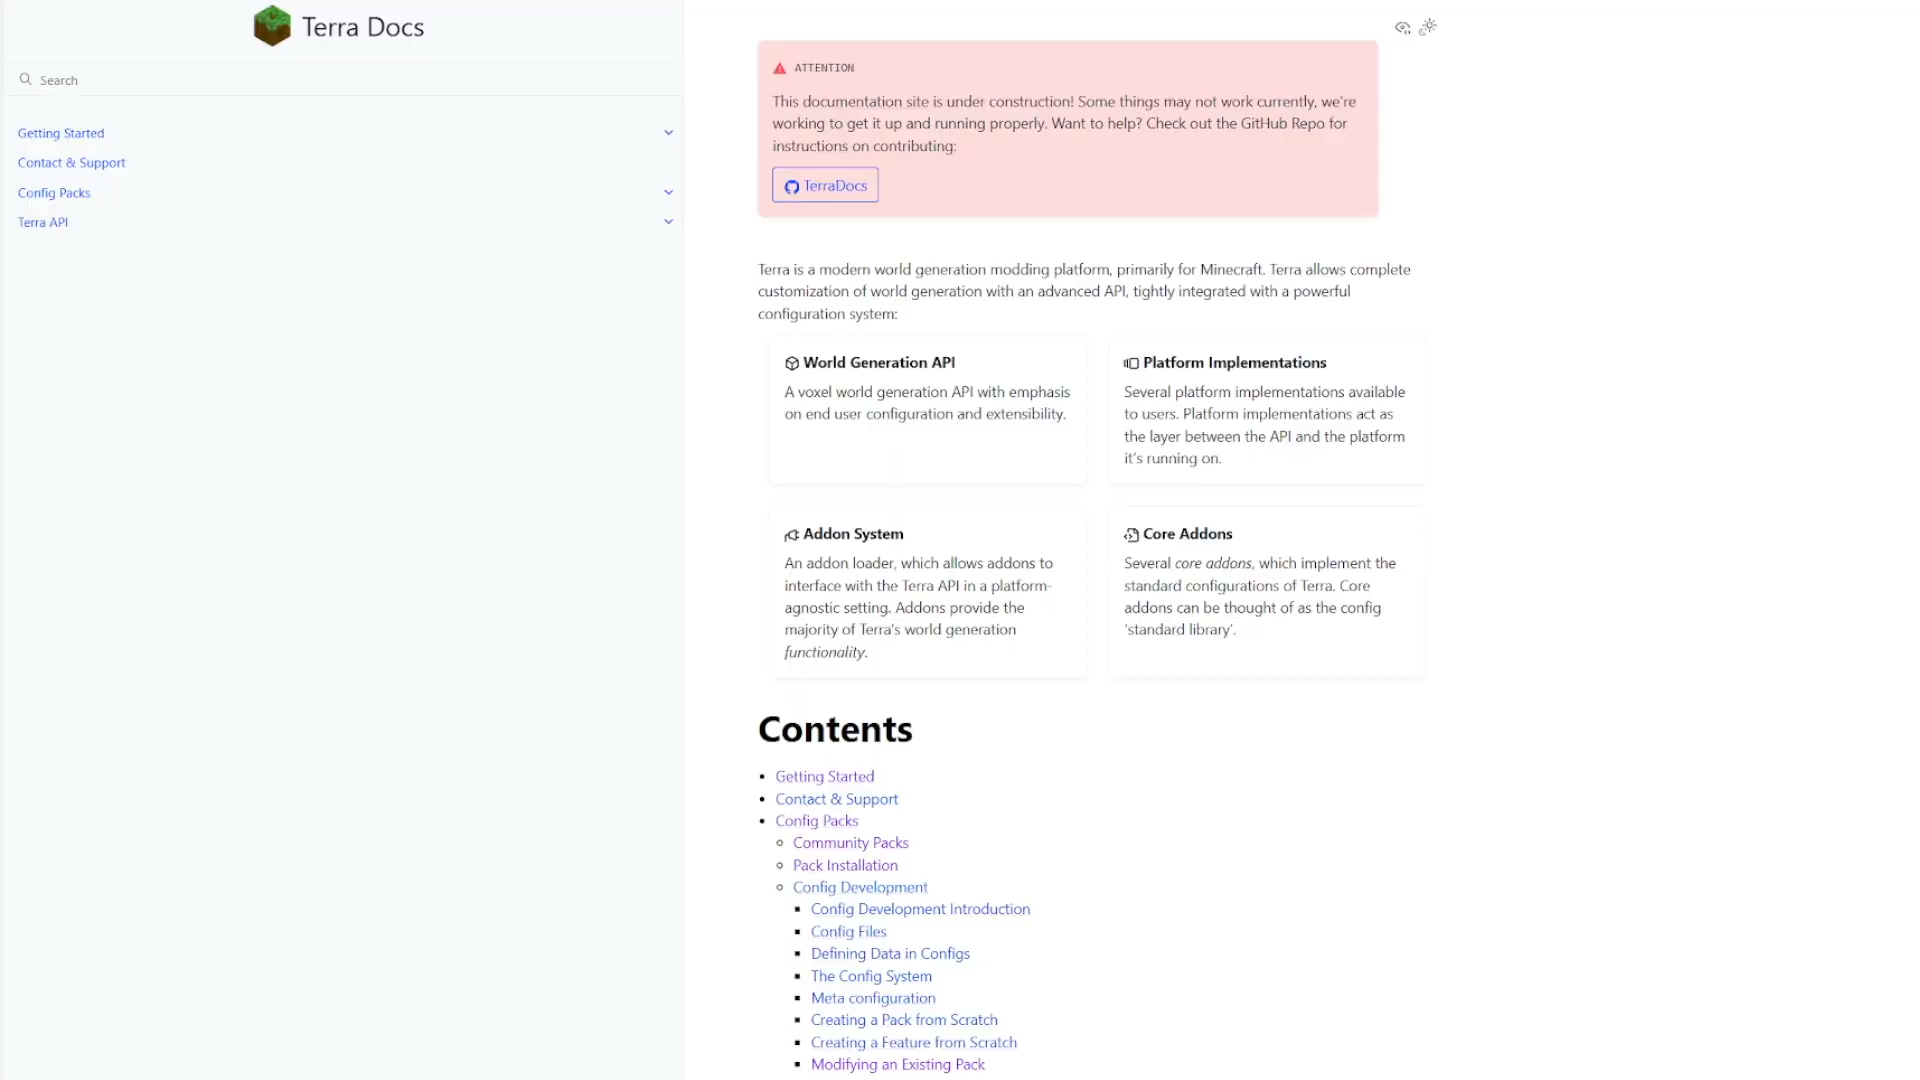 Terra Docs
Search
Getting Started
Contact & Support
Config Packs
Terra API
ATTENTION
This documentation site is under construction! Some things may not work currently, we’re
working to get it up and running properly. Want to help? Check out the GitHub Repo for
instructions on contributing:
TerraDocs
Terra is a modern world generation modding platform, primarily for Minecraft. Terra allows complete
customization of world generation with an advanced API, tightly integrated with a powerful
configuration system:
World Generation API
A voxel world generation API with emphasis
on end user configuration and extensibility.
Platform Implementations
Several platform implementations available
to users. Platform implementations act as
the layer between the API and the platform
it’s running on.
Addon System
An addon loader, which allows addons to
interface with the Terra API in a platform-
agnostic setting. Addons provide the
majority of Terra’s world generation
functionality.
Core Addons
Several core addons, which implement the
standard configurations of Terra. Core
addons can be thought of as the config
‘standard library’.
Contents
Getting Started
Contact & Support
Config Packs
Community Packs
Pack Installation
Config Development
Config Development Introduction
Config Files
Defining Data in Configs
The Config System
Meta configuration
Creating a Pack from Scratch
Creating a Feature from Scratch
Modifying an Existing Pack